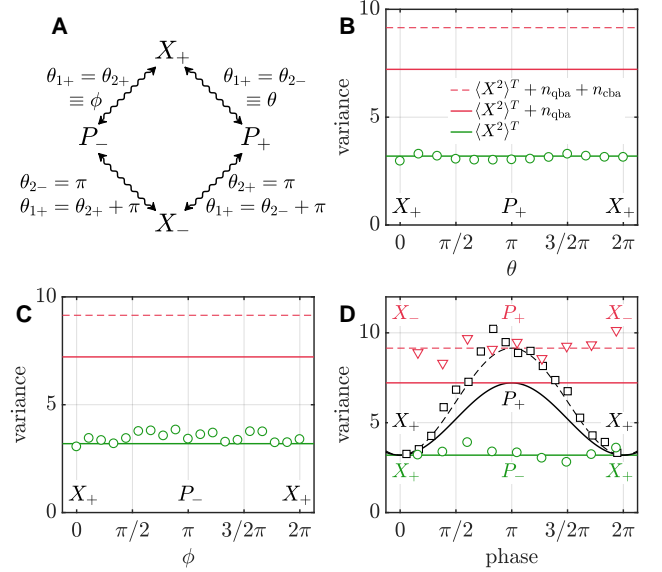 A
X₊
θ₁₊ = θ₂₊
≡ ϕ
θ₁₊ = θ₂₋
≡ θ
P₋
P₊
θ₂₋ = π
θ₁₊ = θ₂₊ + π
θ₂₊ = π
θ₁₊ = θ₂₋ + π
X₋
B
variance
10
5
0
⟨X²⟩ᵀ + n_qba + n_cba
⟨X²⟩ᵀ + n_qba
⟨X²⟩ᵀ
X₊ P₊ X₊
0 π/2 π 3/2π 2π
θ
C
variance
10
5
0
X₊ P₋ X₊
0 π/2 π 3/2π 2π
ϕ
D
variance
10
5
0
X₋ P₊ X₋
X₊ P₊ X₊
X₊ P₋ X₊
0 π/2 π 3/2π 2π
phase